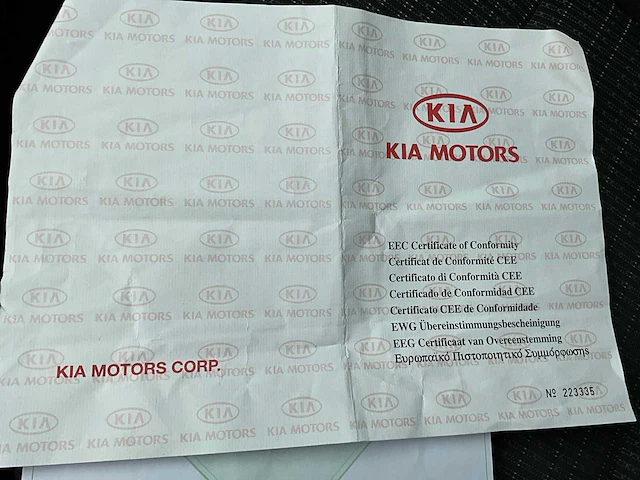 KIA
KIA MOTORS
EEC Certificate of Conformity
Certificat de Conformité CEE
Certificato di Conformità CEE
Certificado de Conformidad CEE
Certificato CEE de Conformidade
EWG Übereinstimmungsbescheinigung
EEG Certificaat van Overeenstemming
Ευρωπαϊκό Πιστοποιητικό Συμμόρφωσης
KIA MOTORS CORP.
Nº 223335